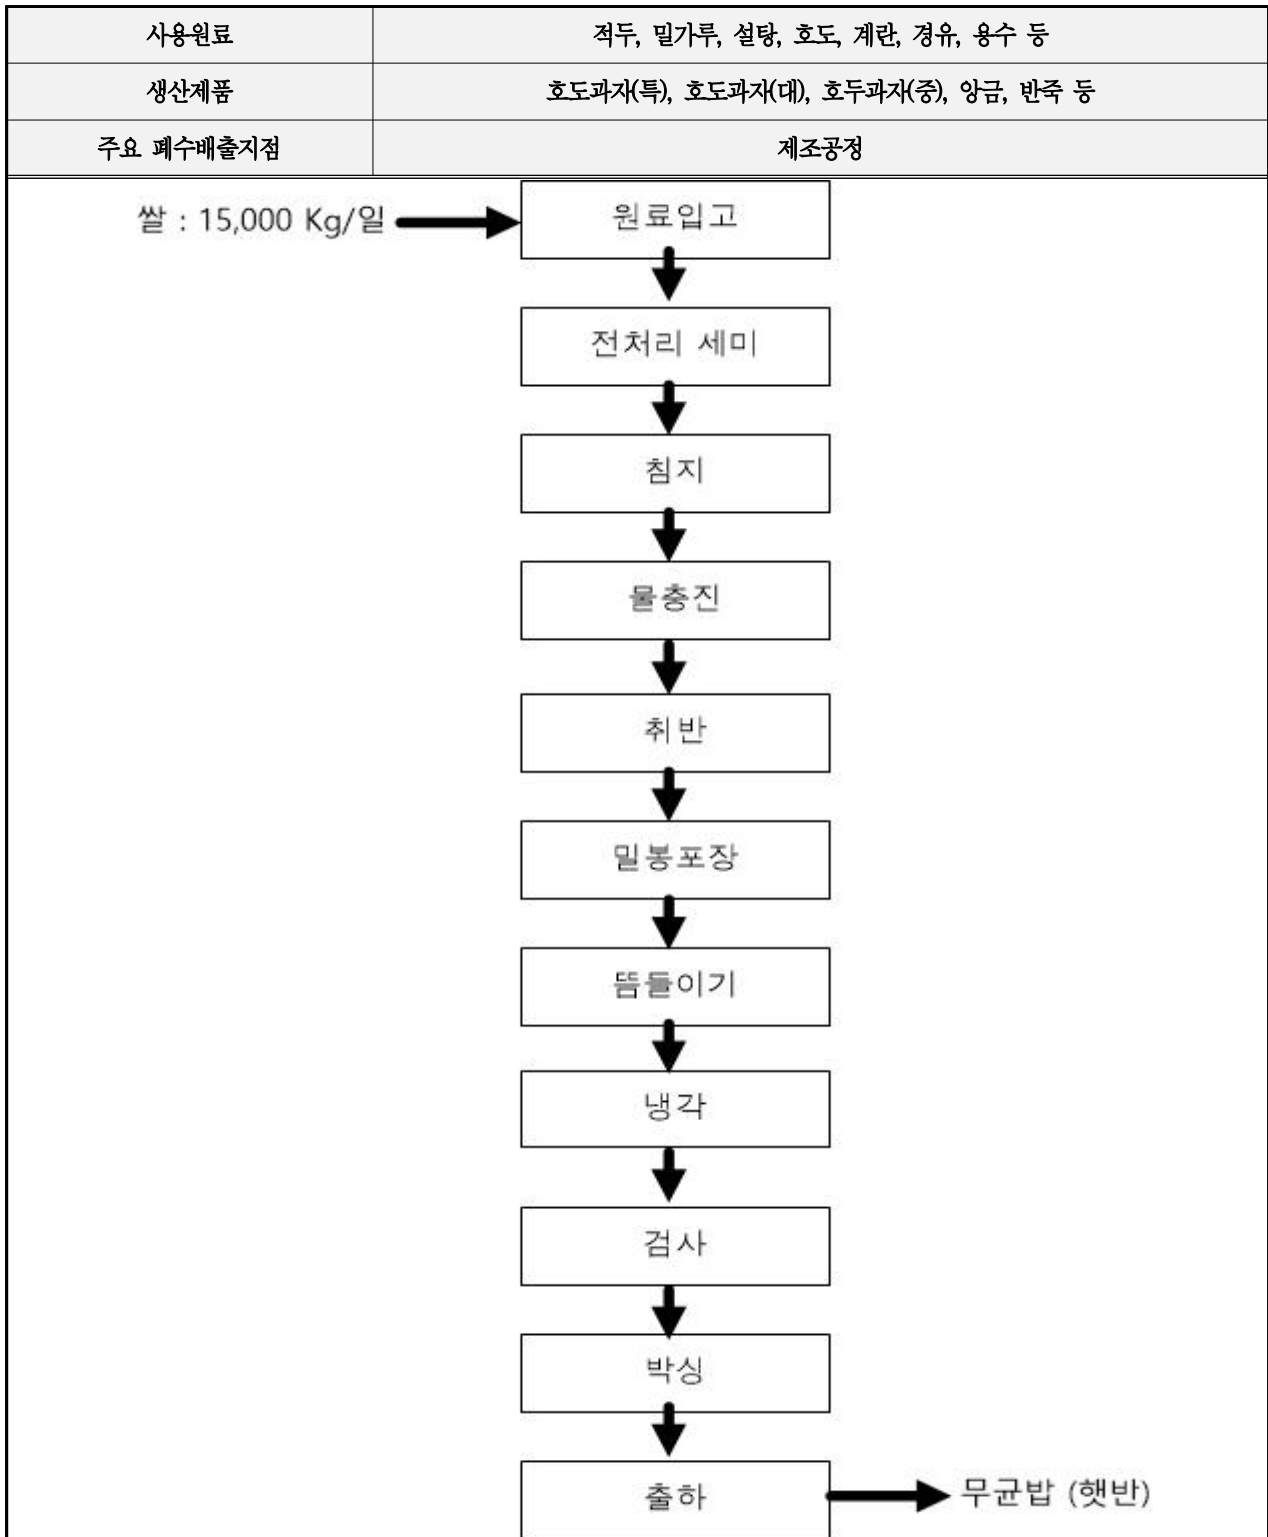 사용원료 적두, 밀가루, 설탕, 호도, 계란, 경유, 용수 등
생산제품 호도과자(특), 호도과자(대), 호두과자(중), 앙금, 반죽 등
주요 폐수배출지점 제조공정
쌀 : 15,000 Kg/일 원료입고
전처리 세미
침지
물충진
취반
밀봉포장
뜸들이기
냉각
검사
박싱
출하 무균밥 (햇반)